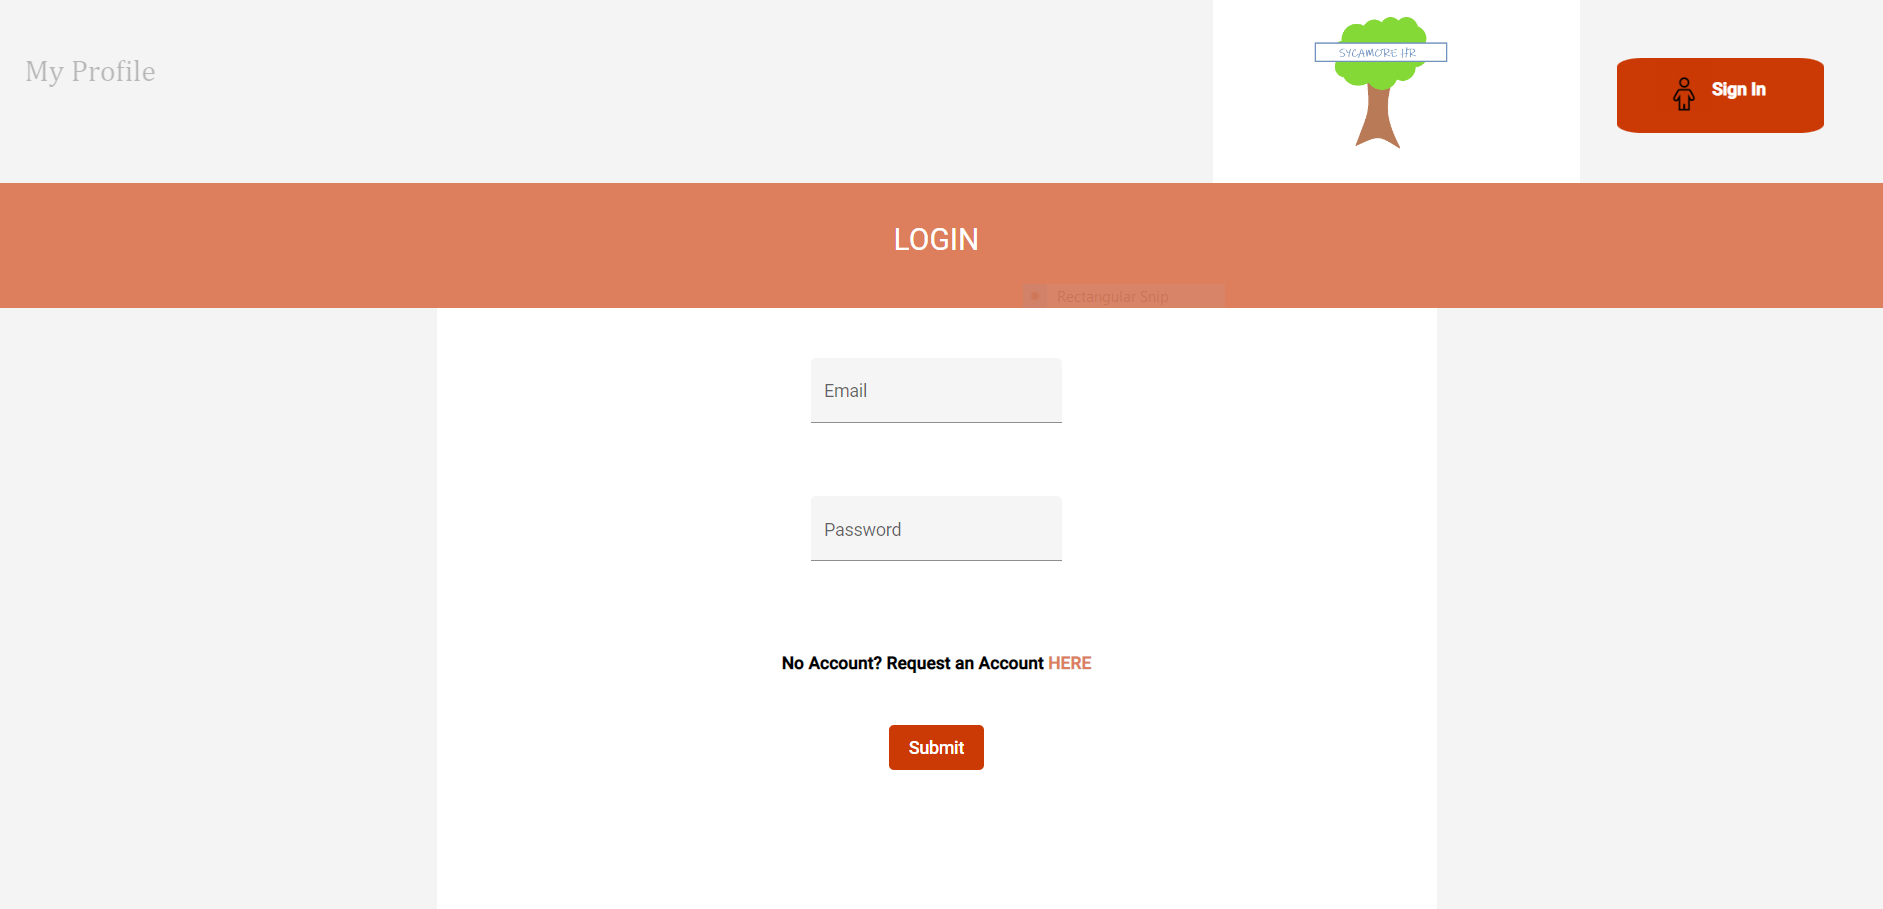 My Profile
SYCAMORE HR
Sign In
LOGIN
Rectangular Snip
Email
Password
No Account? Request an Account HERE
Submit